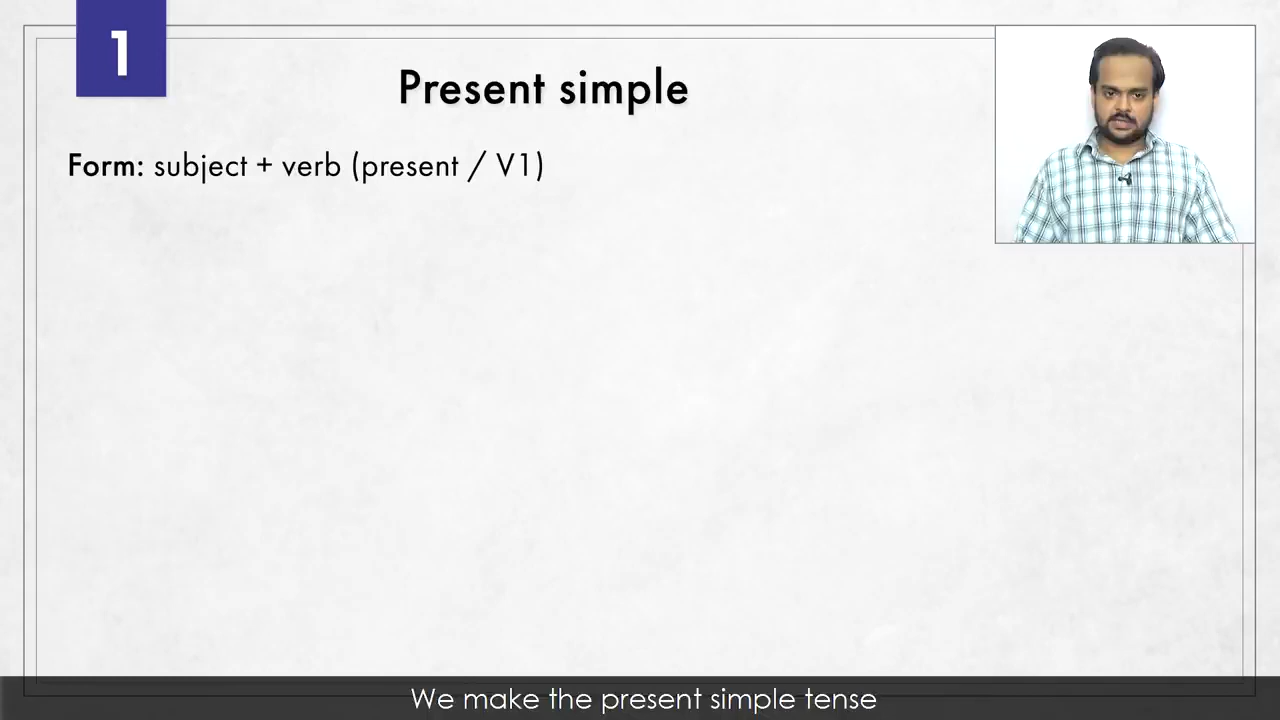 1
Present simple
Form: subject + verb (present / V1)
We make the present simple tense